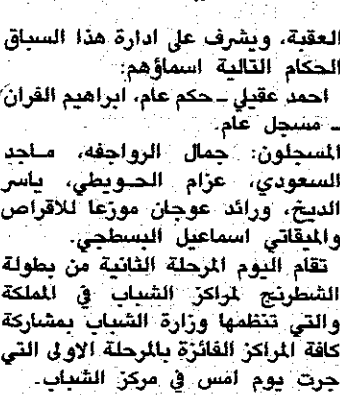 العقبة، ويشرف على ادارة هذا السباق
الحكام التالية اسماؤهم:
احمد عقيلي ـ حكم عام، ابراهيم الفران/
ـ مسجل عام.
المسجلون: جمال الرواجفه، ماجد
السعودي، عزام الحويطي، ياسر
الديخ، ورائد عوجان موزعا للأقراص
والميقاتي اسماعيل البسطجي.
تقام اليوم المرحلة الثانية من بطولة
الشطرنج لمراكز الشباب في المملكة
والتي تنظمها وزارة الشباب بمشاركة
كافة المراكز الفائزة بالمرحلة الاولى التي
جرت يوم امس في مركز الشباب.